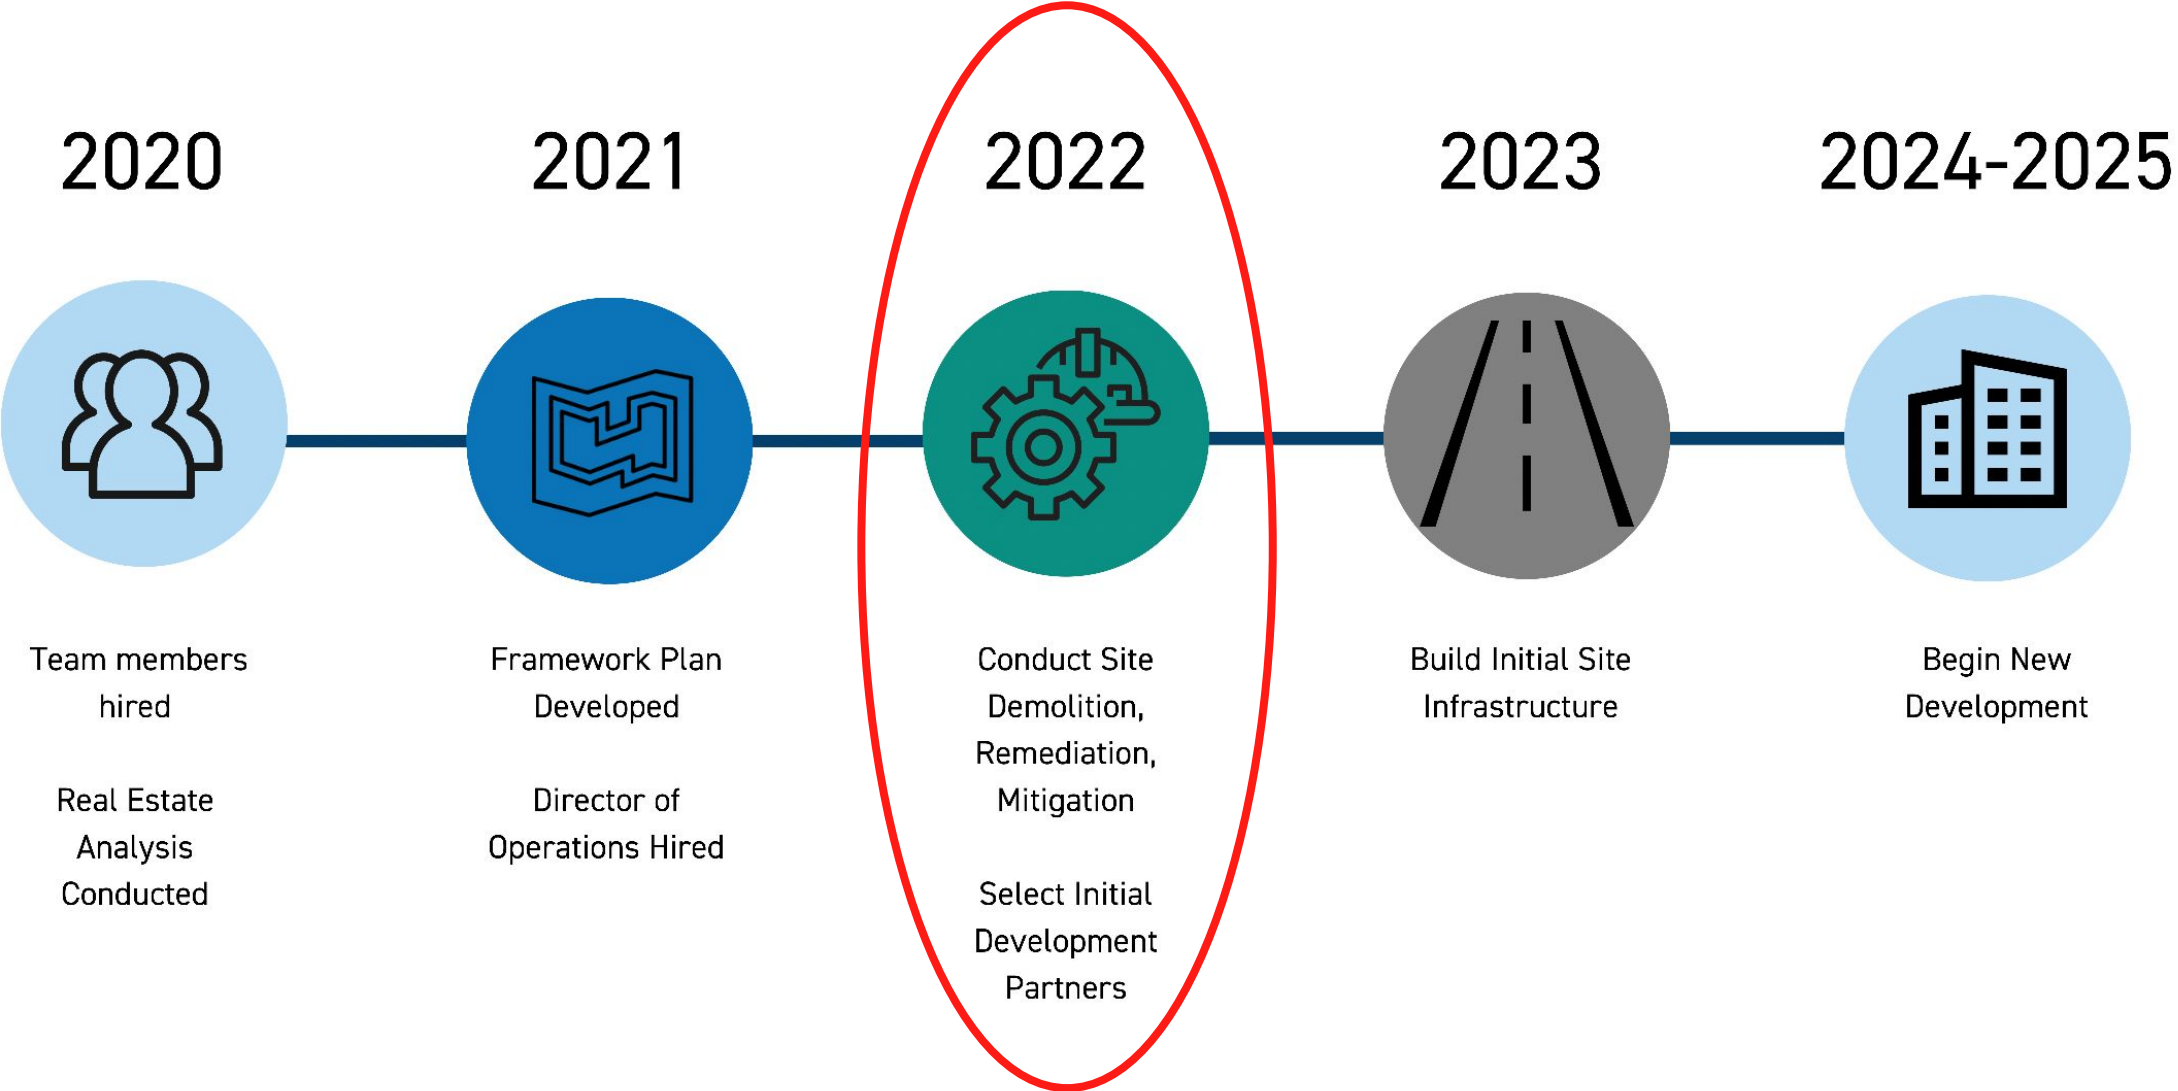 2020
2021
2022
2023
2024-2025
Team members
hired
Real Estate
Analysis
Conducted
Framework Plan
Developed
Director of
Operations Hired
Conduct Site
Demolition,
Remediation,
Mitigation
Select Initial
Development
Partners
Build Initial Site
Infrastructure
Begin New
Development